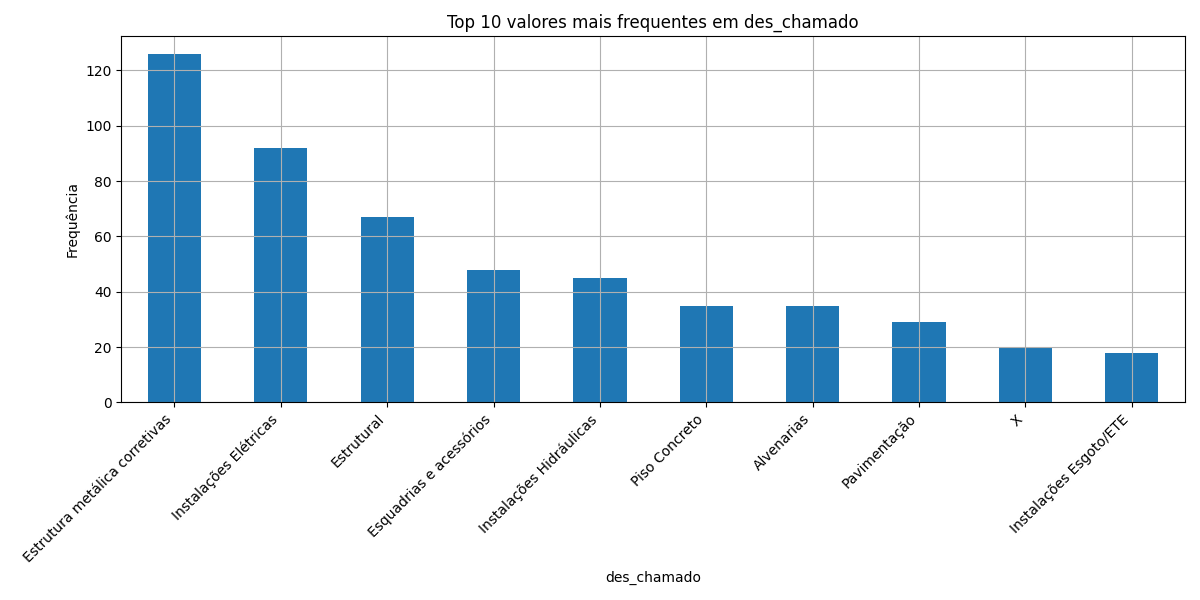 Top 10 valores mais frequentes em des_chamado
Frequência
120
100
80
60
40
20
0
Estrutura metálica corretivas
Instalações Elétricas
Estrutural
Esquadrias e acessórios
Instalações Hidráulicas
Piso Concreto
Alvenarias
Pavimentação
X
Instalações Esgoto/ETE
des_chamado